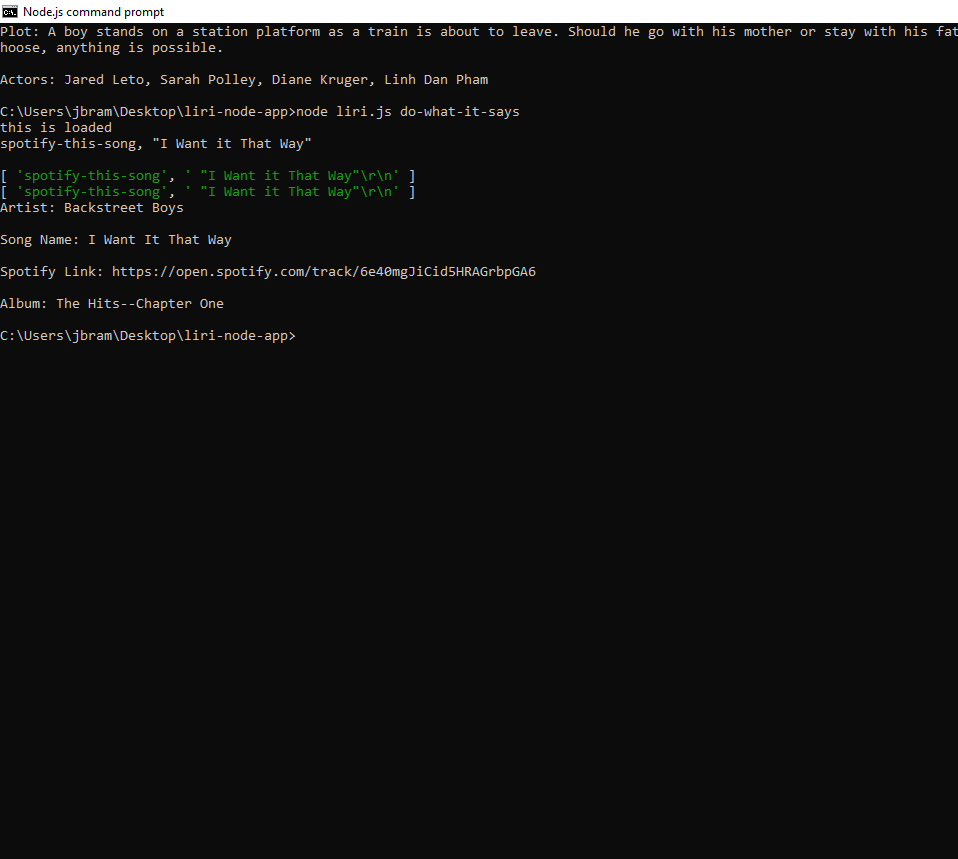 Node.js command prompt
Plot: A boy stands on a station platform as a train is about to leave. Should he go with his mother or stay with his fat
hoose, anything is possible.
Actors: Jared Leto, Sarah Polley, Diane Kruger, Linh Dan Pham
C:\Users\jbram\Desktop\liri-node-app>node liri.js do-what-it-says
this is loaded
spotify-this-song, "I Want it That Way"
[ 'spotify-this-song', ' "I Want it That Way"\r\n' ]
[ 'spotify-this-song', ' "I Want it That Way"\r\n' ]
Artist: Backstreet Boys
Song Name: I Want It That Way
Spotify Link: https://open.spotify.com/track/6e40mgJiCid5HRAGrbpGA6
Album: The Hits--Chapter One
C:\Users\jbram\Desktop\liri-node-app>